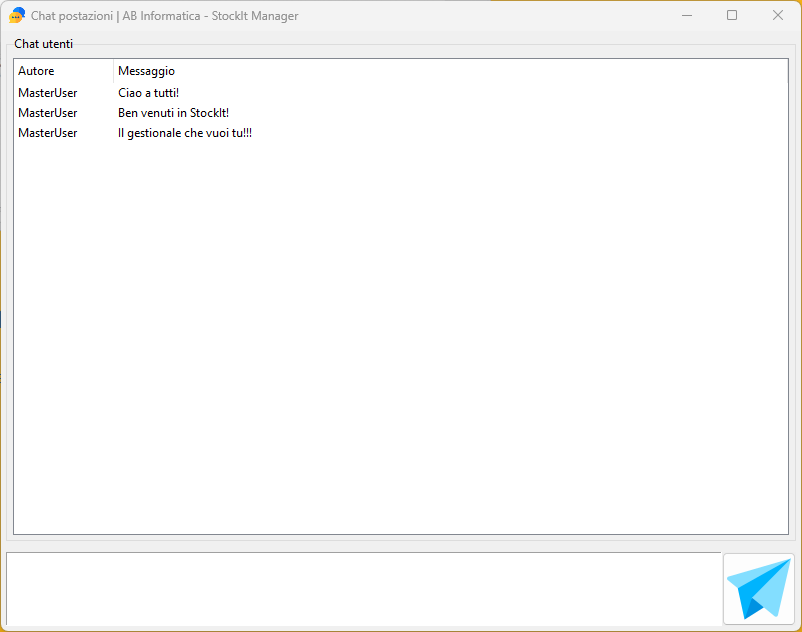 Chat postazioni | AB Informatica - StockIt Manager
Chat utenti
Autore Messaggio
MasterUser Ciao a tutti!
MasterUser Ben venuti in StockIt!
MasterUser Il gestionale che vuoi tu!!!